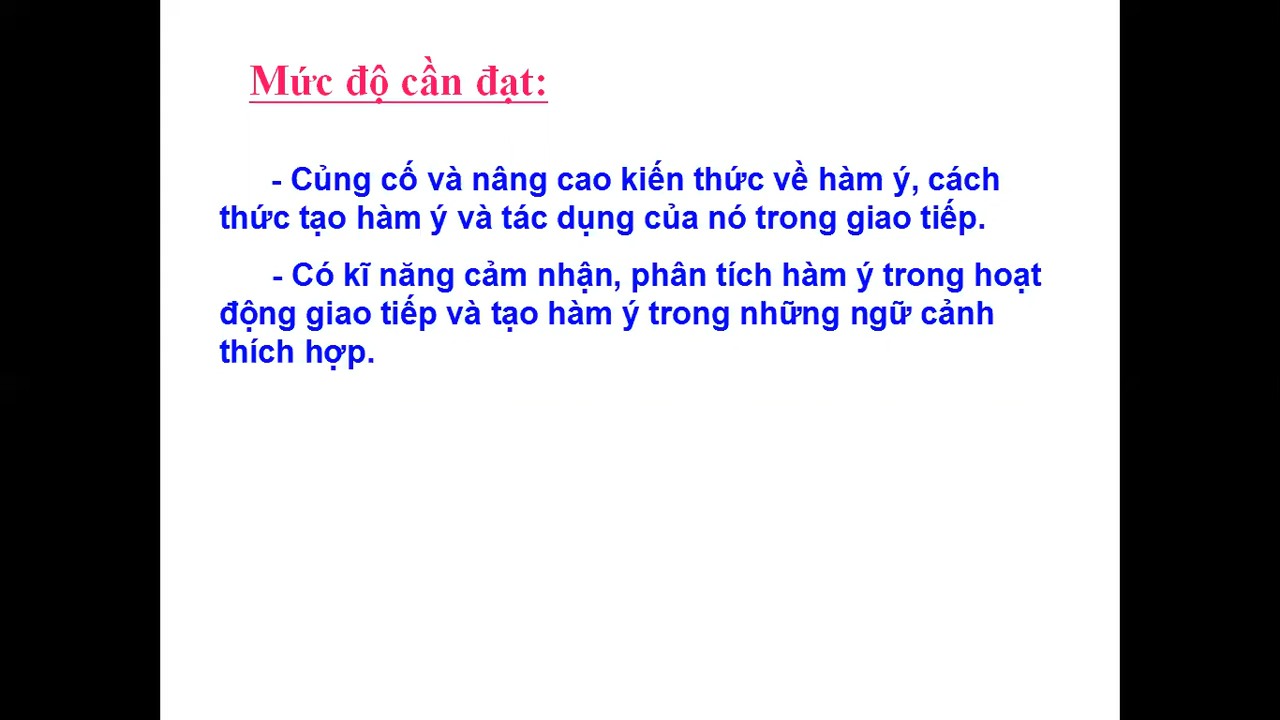 Mức độ cần đạt:
- Củng cố và nâng cao kiến thức về hàm ý, cách
thức tạo hàm ý và tác dụng của nó trong giao tiếp.
- Có kĩ năng cảm nhận, phân tích hàm ý trong hoạt
động giao tiếp và tạo hàm ý trong những ngữ cảnh
thích hợp.